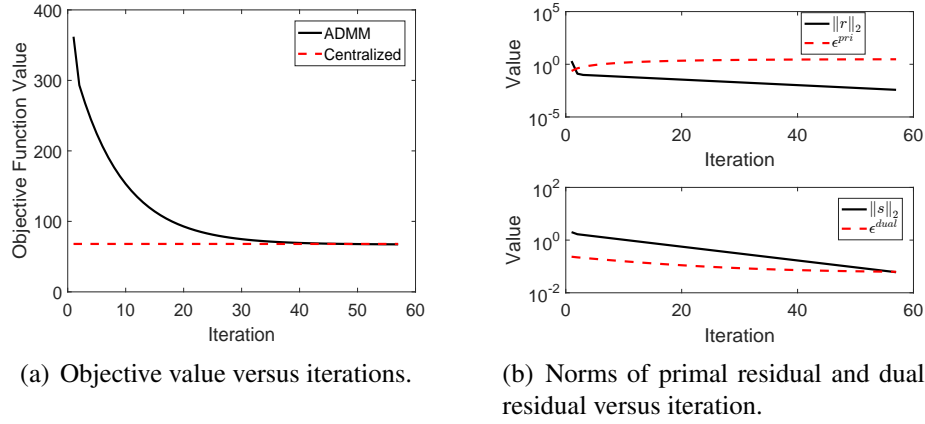 400
300
200
100
0
0 10 20 30 40 50 60
Objective Function Value
Iteration
ADMM
Centralized
(a) Objective value versus iterations.
10^5
10^0
10^-5
0 20 40 60
Value
Iteration
‖r‖₂
ϵ^pri
10^2
10^0
10^-2
0 20 40 60
Value
Iteration
‖s‖₂
ϵ^dual
(b) Norms of primal residual and dual
residual versus iteration.